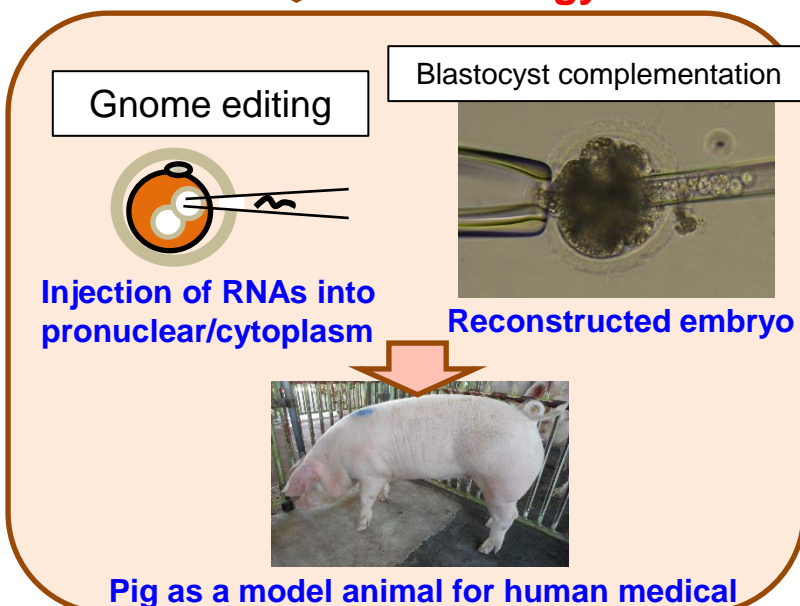 gy
Gnome editing
Blastocyst complementation
Injection of RNAs into
pronuclear/cytoplasm
Reconstructed embryo
Pig as a model animal for human medical